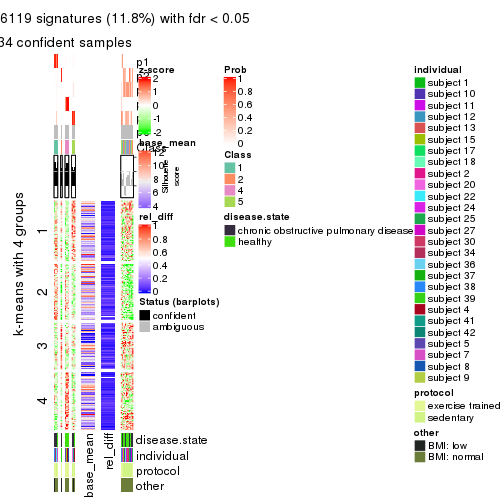 6119 signatures (11.8%) with fdr < 0.05
34 confident samples
p1
z-score
2
1
0
-1
-2
base_mean
12
10
8
6
4
rel_diff
1
0.8
0.6
0.4
0.2
0
Status (barplots)
confident
ambiguous
Silhouette
score
Prob
1
0.8
0.6
0.4
0.2
0
Class
1
2
4
5
disease.state
chronic obstructive pulmonary disease
healthy
individual
subject 1
subject 10
subject 11
subject 12
subject 13
subject 15
subject 17
subject 18
subject 2
subject 20
subject 22
subject 24
subject 25
subject 27
subject 30
subject 34
subject 36
subject 37
subject 38
subject 39
subject 4
subject 41
subject 42
subject 5
subject 7
subject 8
subject 9
protocol
exercise trained
sedentary
other
BMI: low
BMI: normal
k-means with 4 groups
1
2
3
4
base_mean
rel_diff
disease.state
individual
protocol
other